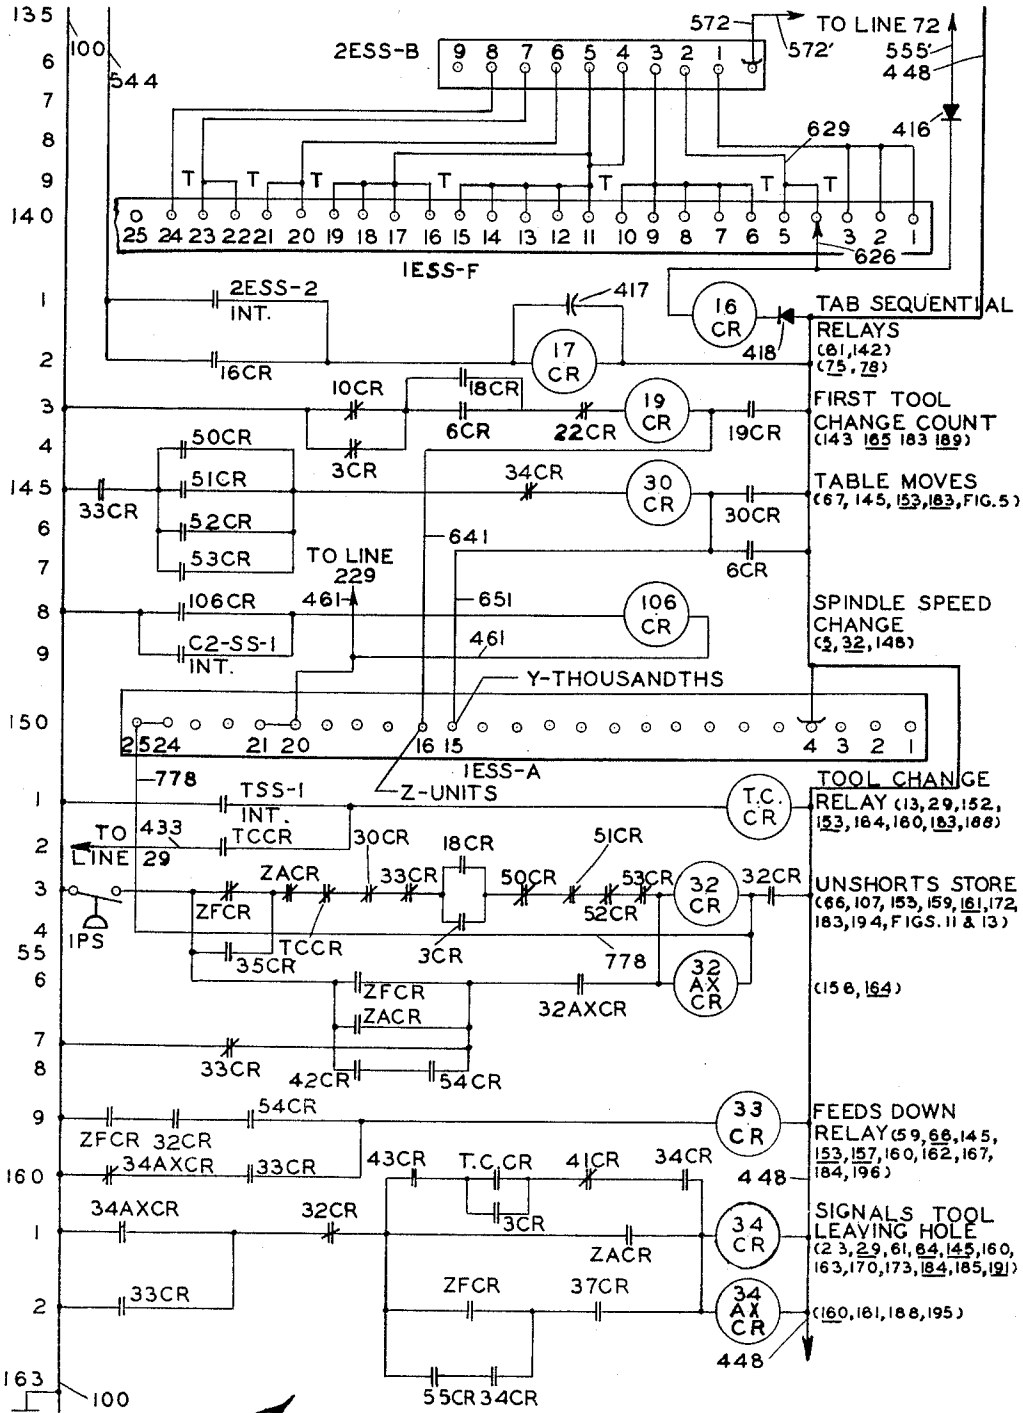 135
100
544
6
7
8
9
140
2ESS-B
9 8 7 6 5 4 3 2 1
572
572'
TO LINE 72
555'
448
416
629
T T T T T T
25 24 23 22 21 20 19 18 17 16 15 14 13 12 11 10 9 8 7 6 5 3 2 1
1ESS-F
626
1
2ESS-2
INT.
417
16
CR
418
TAB SEQUENTIAL
RELAYS
(61,142)
(75,78)
2
16CR
17
CR
3
10CR
18CR
6CR
22CR
19
CR
19CR
FIRST TOOL
CHANGE COUNT
(143 165 183 189)
4
50CR
3CR
145
33CR
51CR
34CR
30
CR
30CR
TABLE MOVES
(67,145,153,183,FIG.5)
6
52CR
641
7
53CR
TO LINE
229
6CR
8
106CR
461
651
106
CR
SPINDLE SPEED
CHANGE
(5,32,148)
9
C2-SS-1
INT.
461
Y-THOUSANDTHS
150
25 24 21 20 16 15 4 3 2 1
1ESS-A
Z-UNITS
778
1
TSS-1
INT.
T.C.
CR
TOOL CHANGE
RELAY (13,29,152,
153,164,160,183,188)
2
TO
LINE 29
433
TCCR
30CR
18CR
51CR
3
1PS
ZFCR
ZACR
TCCR
33CR
3CR
50CR
52CR
53CR
32
CR
32CR
UNSHORTS STORE
(66,107,153,159,161,172,
183,194,FIGS.11 & 13)
4
778
55
35CR
6
ZFCR
32AXCR
32
AX
CR
(158,164)
ZACR
7
33CR
8
42CR
54CR
9
ZFCR
32CR
54CR
33
CR
FEEDS DOWN
RELAY(59,66,145,
153,157,160,162,167,
184,196)
160
34AXCR
33CR
43CR
T.C.CR
3CR
41CR
34CR
448
1
34AXCR
32CR
ZACR
34
CR
SIGNALS TOOL
LEAVING HOLE
(23,29,61,64,145,160,
163,170,173,184,185,191)
2
33CR
ZFCR
37CR
34
AX
CR
(160,161,188,195)
448
55CR
34CR
163
100